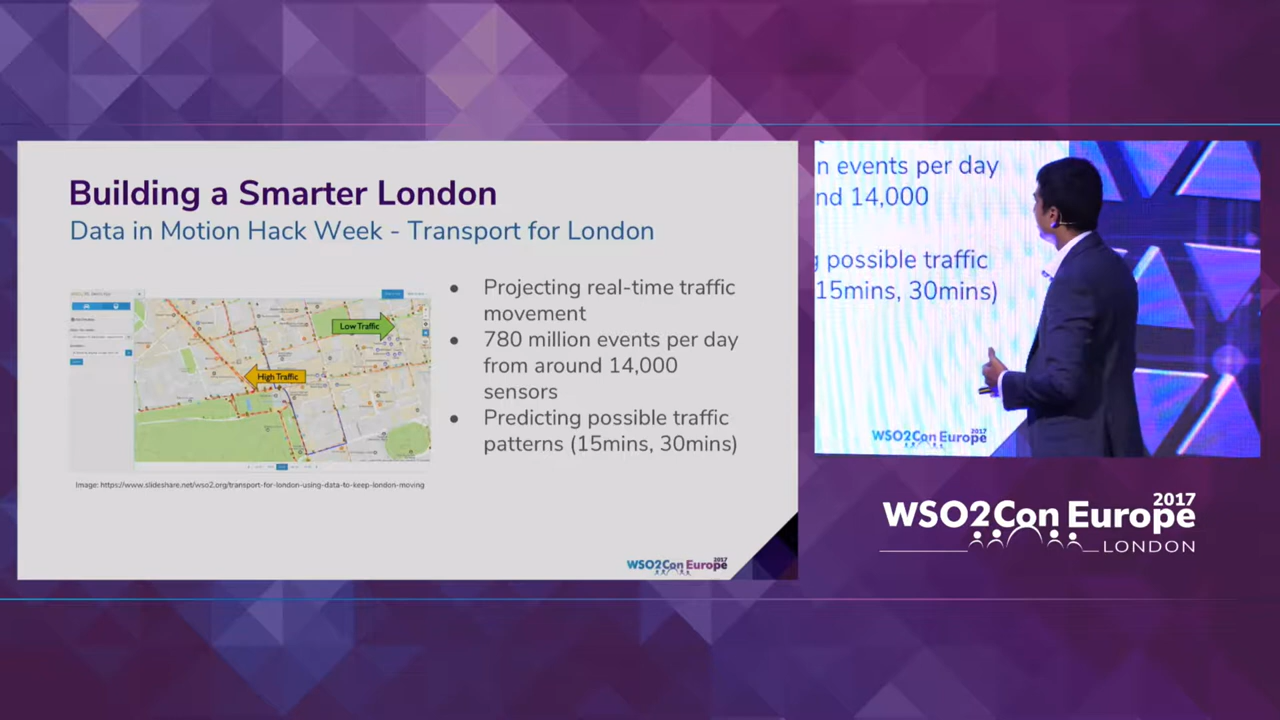 Building a Smarter London
Data in Motion Hack Week - Transport for London
Low Traffic
High Traffic
Image: https://www.slideshare.net/wso2.org/transport-for-london-using-data-to-keep-london-moving
● Projecting real-time traffic
movement
● 780 million events per day
from around 14,000
sensors
● Predicting possible traffic
patterns (15mins, 30mins)
WSO2Con Europe
2017
n events per day
nd 14,000
possible traffic
15mins, 30mins)
WSO2Con Europe
2017
WSO2Con Europe
2017
LONDON